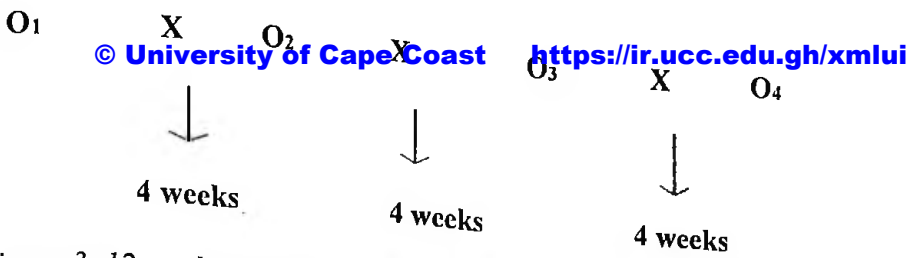 O1 X O2 X O3 X O4
© University of Cape Coast https://ir.ucc.edu.gh/xmlui
4 weeks 4 weeks 4 weeks